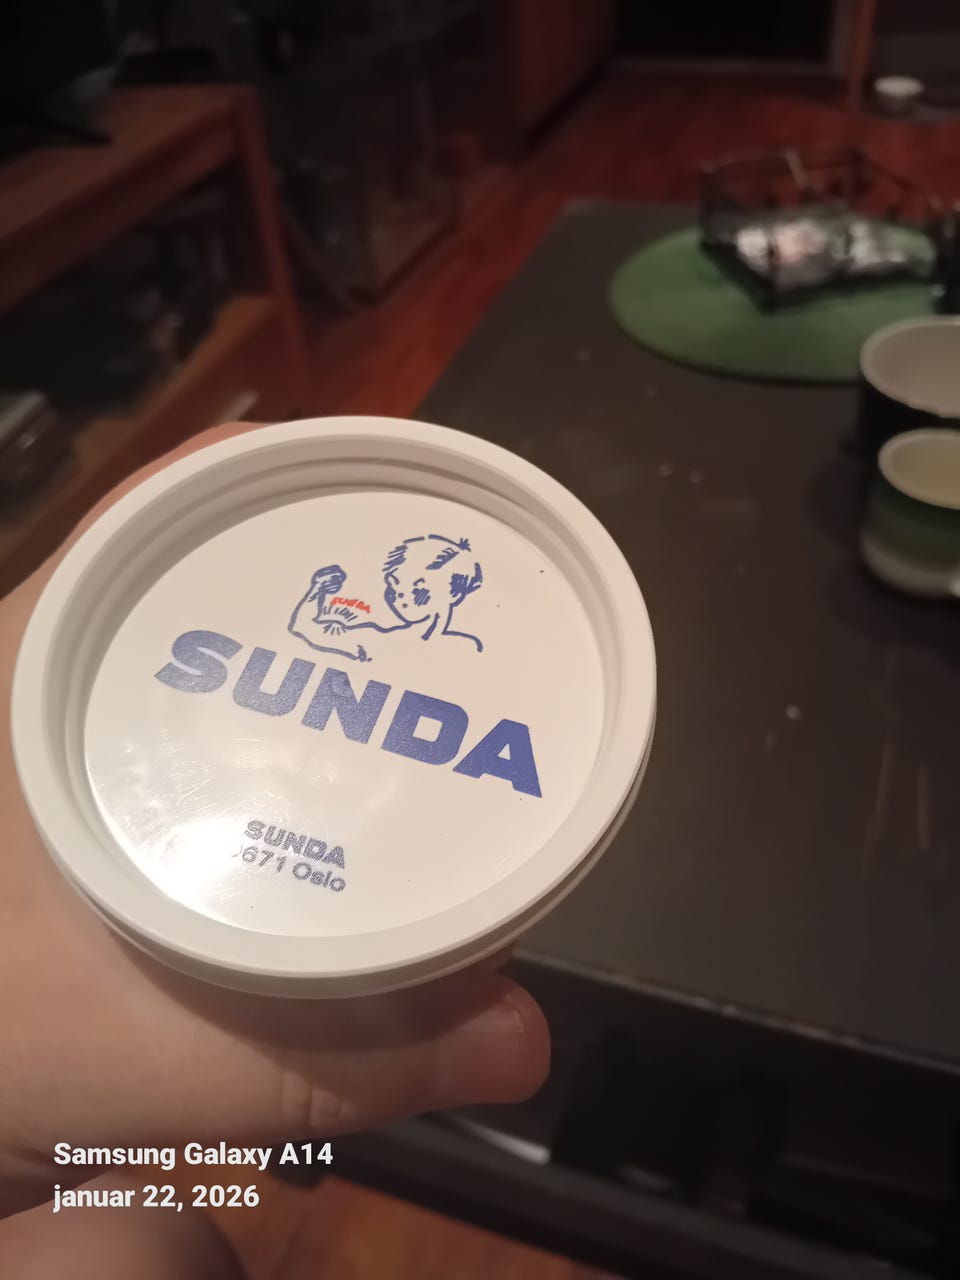 SUNDA
SUNDA
SUNDA
0671 Oslo
Samsung Galaxy A14
januar 22, 2026